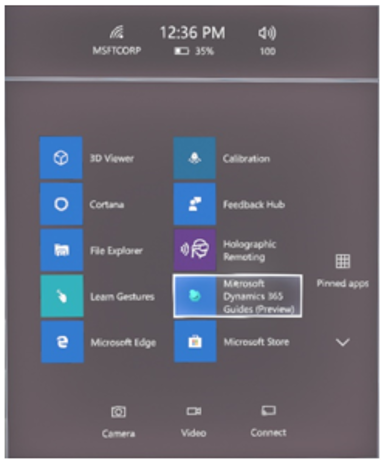 12:36 PM
MSFTCORP
35%
100
3D Viewer
Calibration
Cortana
Feedback Hub
File Explorer
Holographic
Remoting
Pinned apps
Learn Gestures
Microsoft
Dynamics 365
Guides (Preview)
Microsoft Edge
Microsoft Store
Camera
Video
Connect